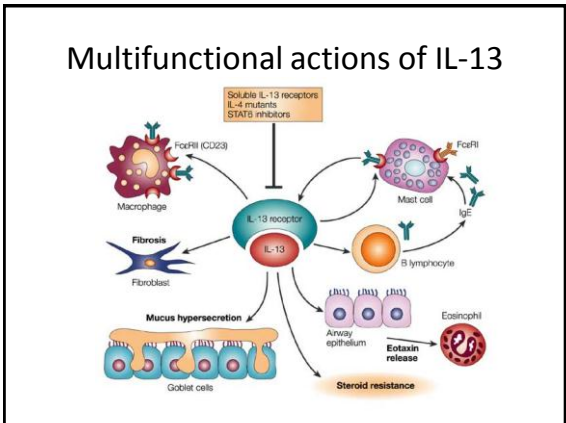 Multifunctional actions of IL-13
Soluble IL-13 receptors
IL-4 mutants
STAT6 inhibitors
FcεRII (CD23)
FcεRII
Macrophage
Mast cell
IL-13 receptor
IgE
Fibrosis
IL-13
B lymphocyte
Fibroblast
Mucus hypersecretion
Airway
epithelium
Eosinophil
Eotaxin
release
Goblet cells
Steroid resistance